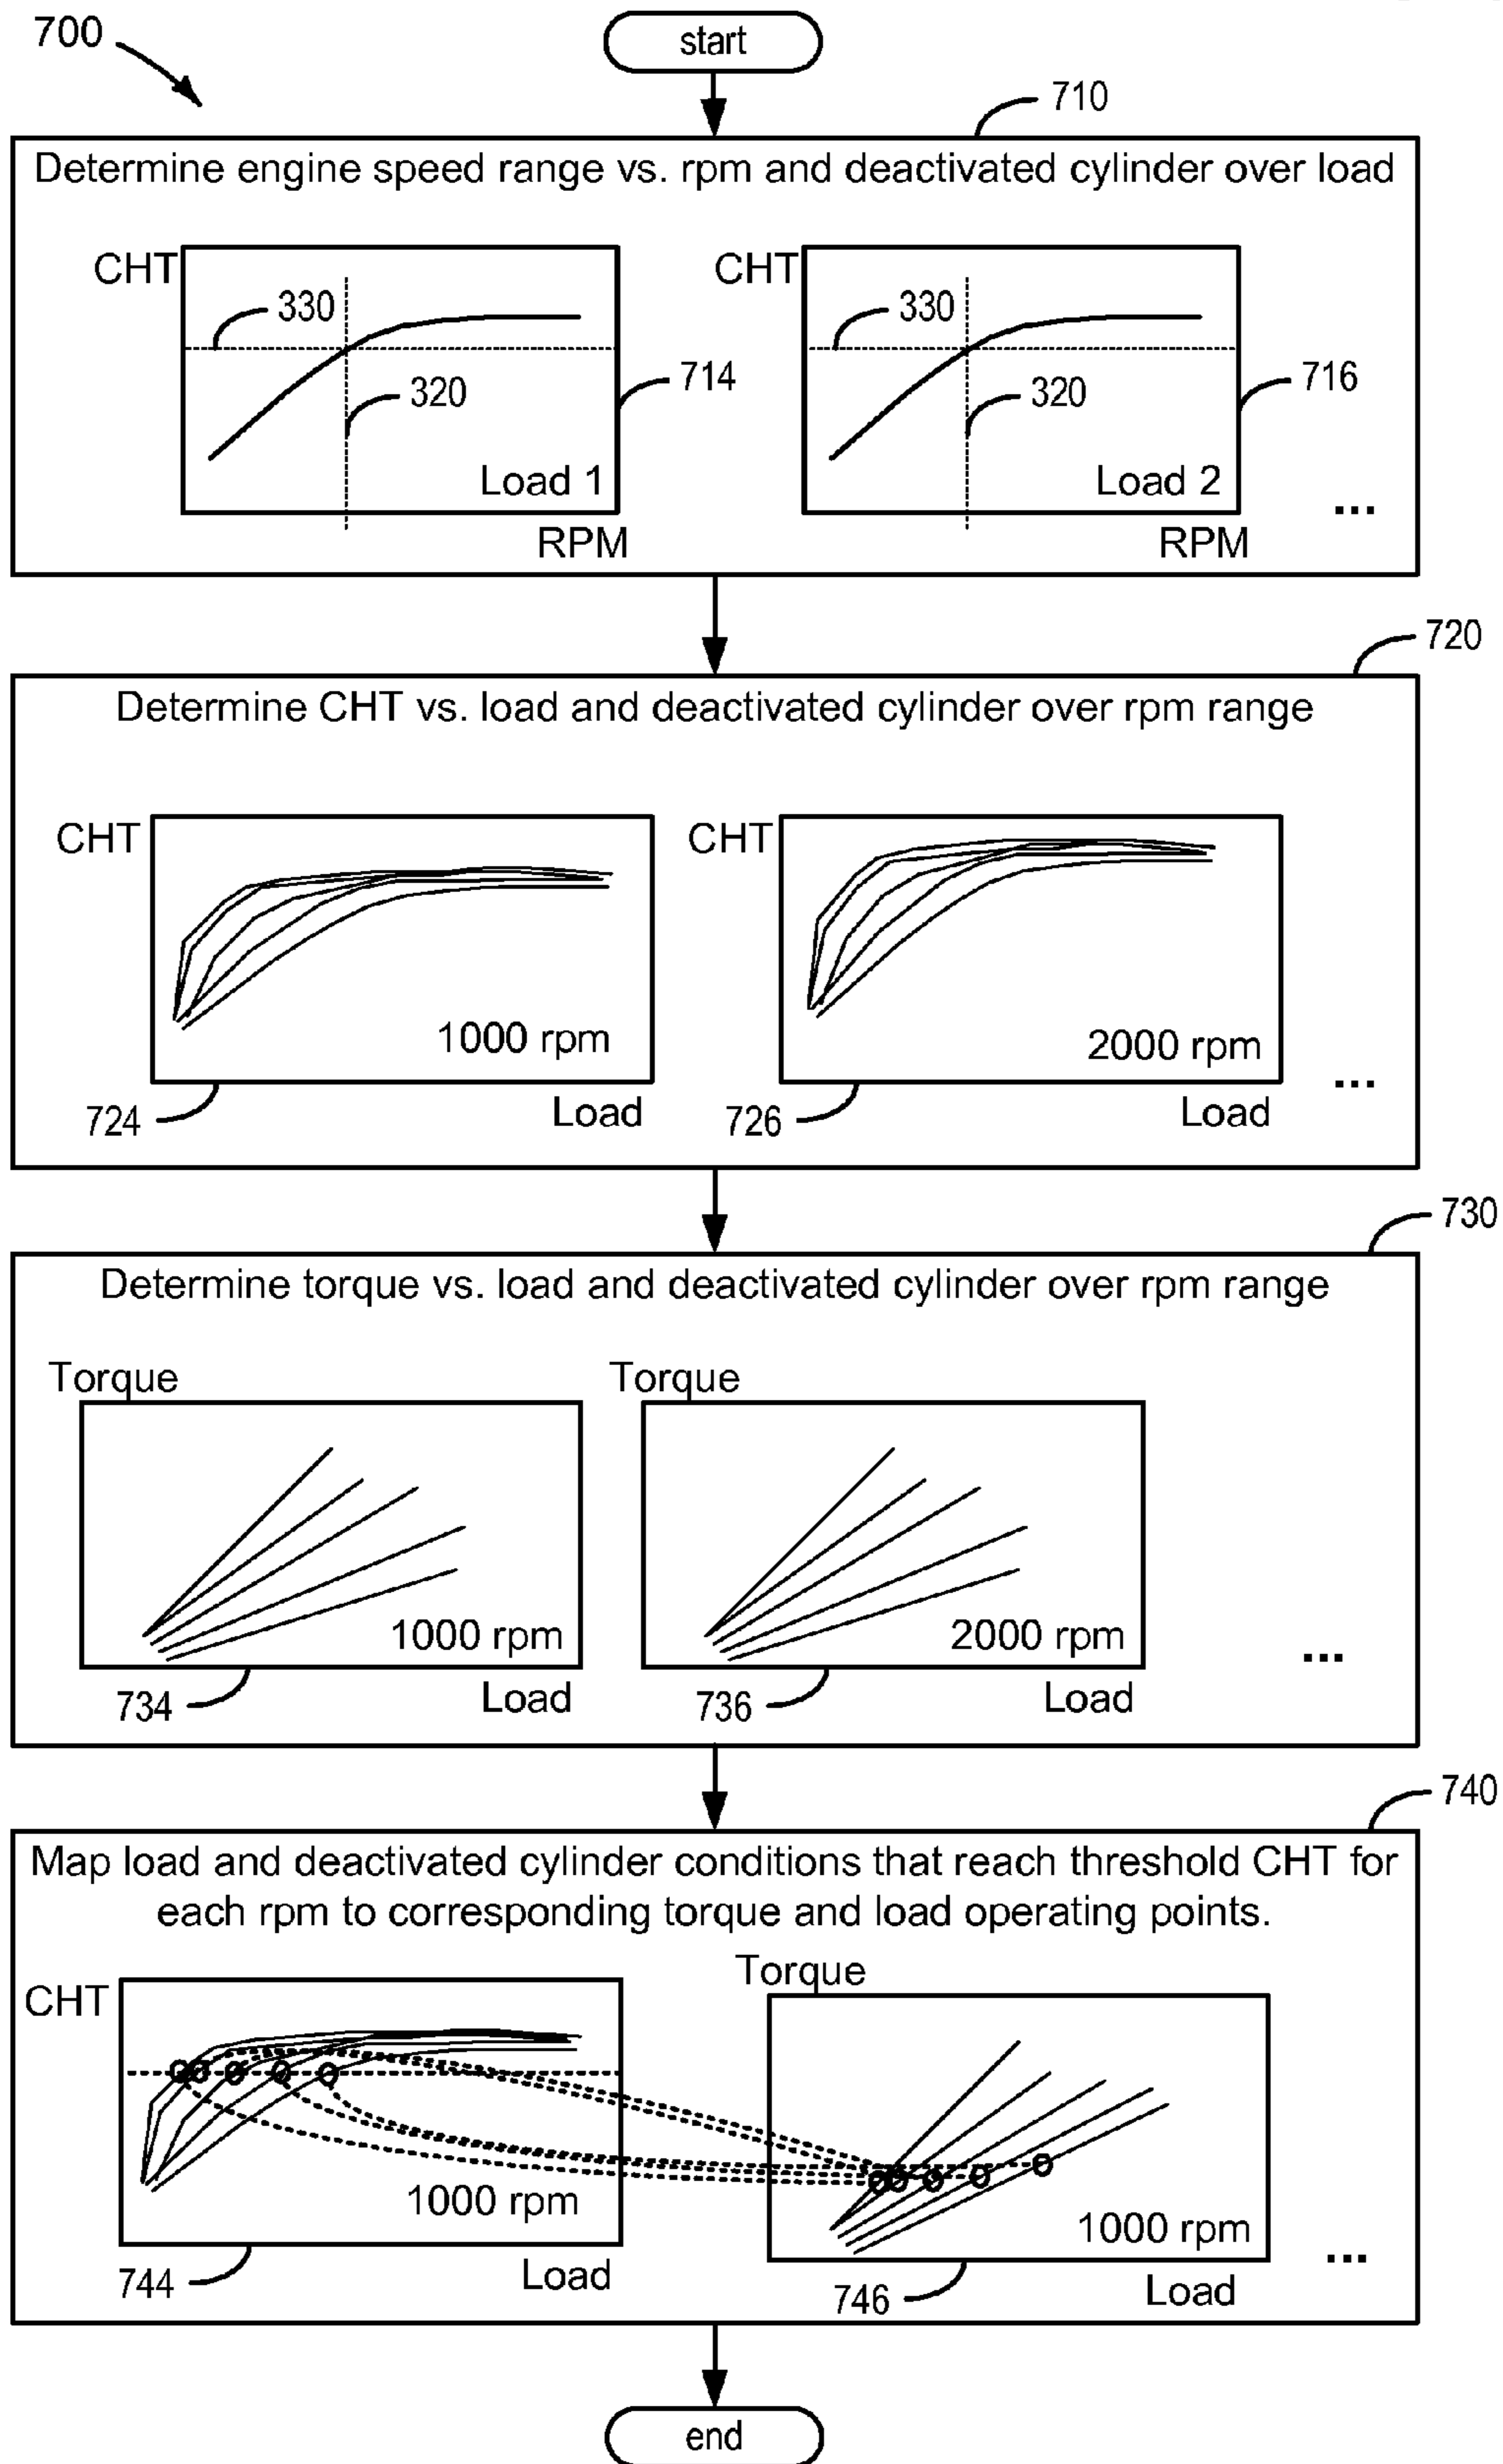 700
start
710
Determine engine speed range vs. rpm and deactivated cylinder over load
CHT
330
320
714
Load 1
RPM
CHT
330
320
716
Load 2
RPM
...
720
Determine CHT vs. load and deactivated cylinder over rpm range
CHT
1000 rpm
724
Load
CHT
2000 rpm
726
Load
...
730
Determine torque vs. load and deactivated cylinder over rpm range
Torque
1000 rpm
734
Load
Torque
2000 rpm
736
Load
...
740
Map load and deactivated cylinder conditions that reach threshold CHT for
each rpm to corresponding torque and load operating points.
CHT
1000 rpm
744
Load
Torque
1000 rpm
746
Load
...
end